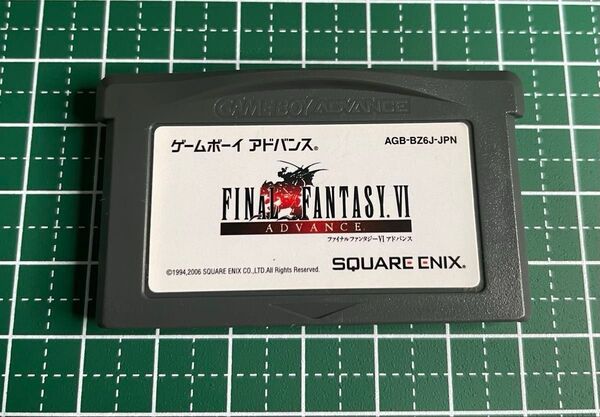 GAME BOY ADVANCE
ゲームボーイ アドバンス®
AGB-BZ6J-JPN
FINAL FANTASY. VI
ADVANCE
ファイナルファンタジーVI アドバンス
©1994,2006 SQUARE ENIX CO.,LTD.All Rights Reserved.
SQUARE ENIX®